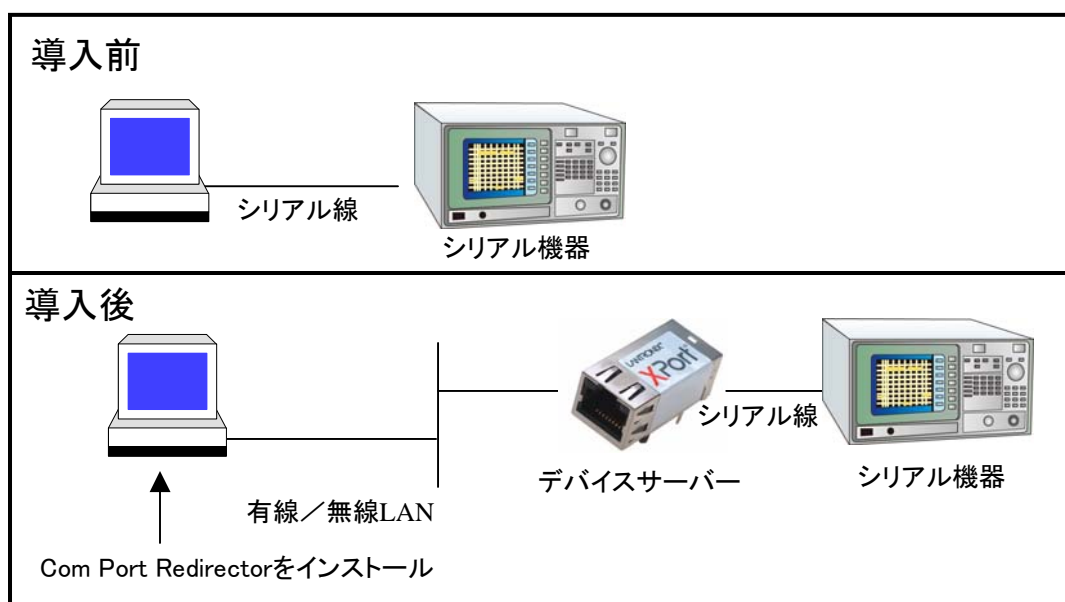 導入前
シリアル線
シリアル機器
導入後
LANTRONIX
XPort
シリアル線
デバイスサーバー
シリアル機器
有線／無線LAN
Com Port Redirectorをインストール